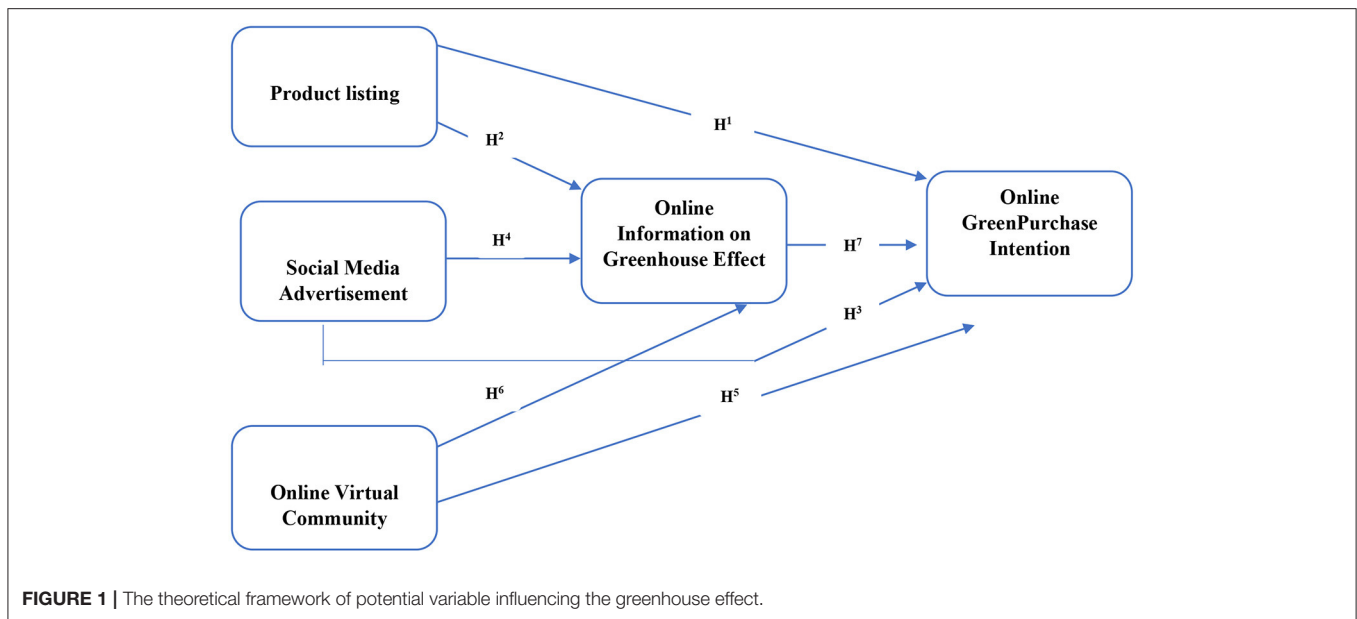 Product listing
H¹
H²
Online
Information on
Greenhouse Effect
Online
GreenPurchase
Intention
H⁴
H⁷
Social Media
Advertisement
H³
H⁶
H⁵
Online Virtual
Community
FIGURE 1 | The theoretical framework of potential variable influencing the greenhouse effect.